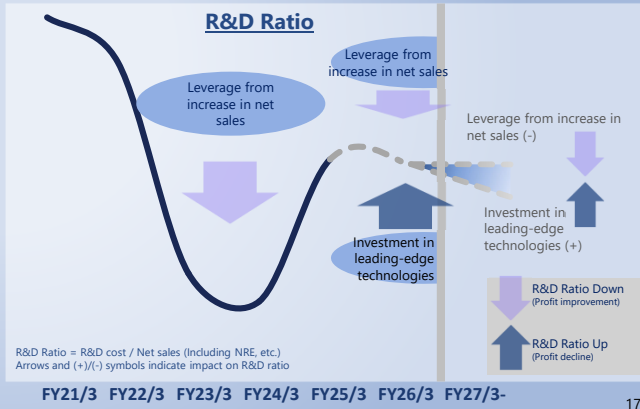 R&D Ratio
Leverage from
increase in net
sales
Leverage from
increase in net sales
Leverage from increase in
net sales (-)
Investment in
leading-edge
technologies
Investment in
leading-edge
technologies (+)
R&D Ratio Down
(Profit improvement)
R&D Ratio Up
(Profit decline)
R&D Ratio = R&D cost / Net sales (Including NRE, etc.)
Arrows and (+)/(-) symbols indicate impact on R&D ratio
FY21/3 FY22/3 FY23/3 FY24/3 FY25/3 FY26/3 FY27/3-
17